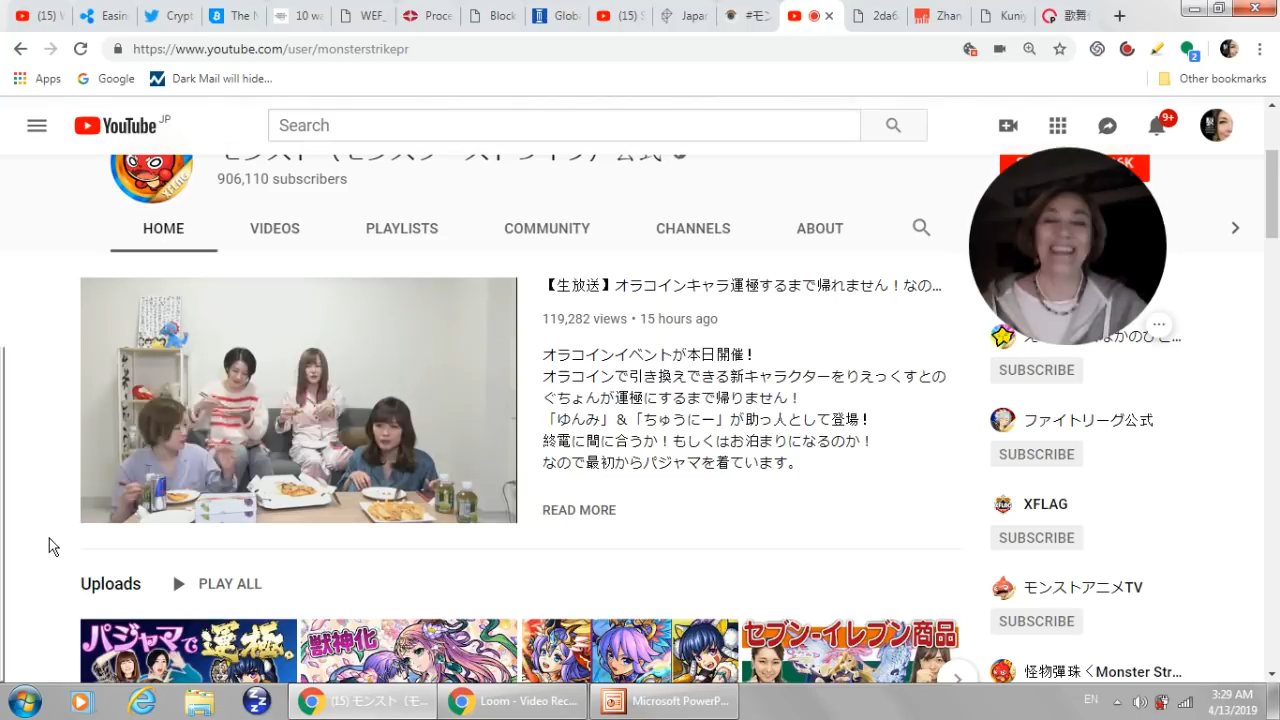 (15)
Easin
Crypt
The N
10 wa
WEF_
Proce
Block
Glob
(15) S
Japar
#モン
2da6
Zhan
Kuniy
歌舞
https://www.youtube.com/user/monsterstrikepr
2
Apps
Google
Dark Mail will hide...
Other bookmarks
YouTube JP
Search
9+
906,110 subscribers
HOME
VIDEOS
PLAYLISTS
COMMUNITY
CHANNELS
ABOUT
【生放送】オラコインキャラ運極するまで帰れません！なの...
119,282 views • 15 hours ago
オラコインイベントが本日開催！
オラコインで引き換えできる新キャラクターをりえっくすとの
ぐちょんが運極にするまで帰りません！
「ゆんみ」＆「ちゅうにー」が助っ人として登場！
終電に間に合うか！もしくはお泊まりになるのか！
なので最初からパジャマを着ています。
READ MORE
SUBSCRIBE
ファイトリーグ公式
SUBSCRIBE
XFLAG
SUBSCRIBE
モンストアニメTV
SUBSCRIBE
怪物彈珠<Monster Str...
Uploads
PLAY ALL
パジャマで運極。
獣神化
セブン-イレブン商品
(15) モンスト（モ...
Loom - Video Rec...
Microsoft PowerP...
EN
3:29 AM
4/13/2019